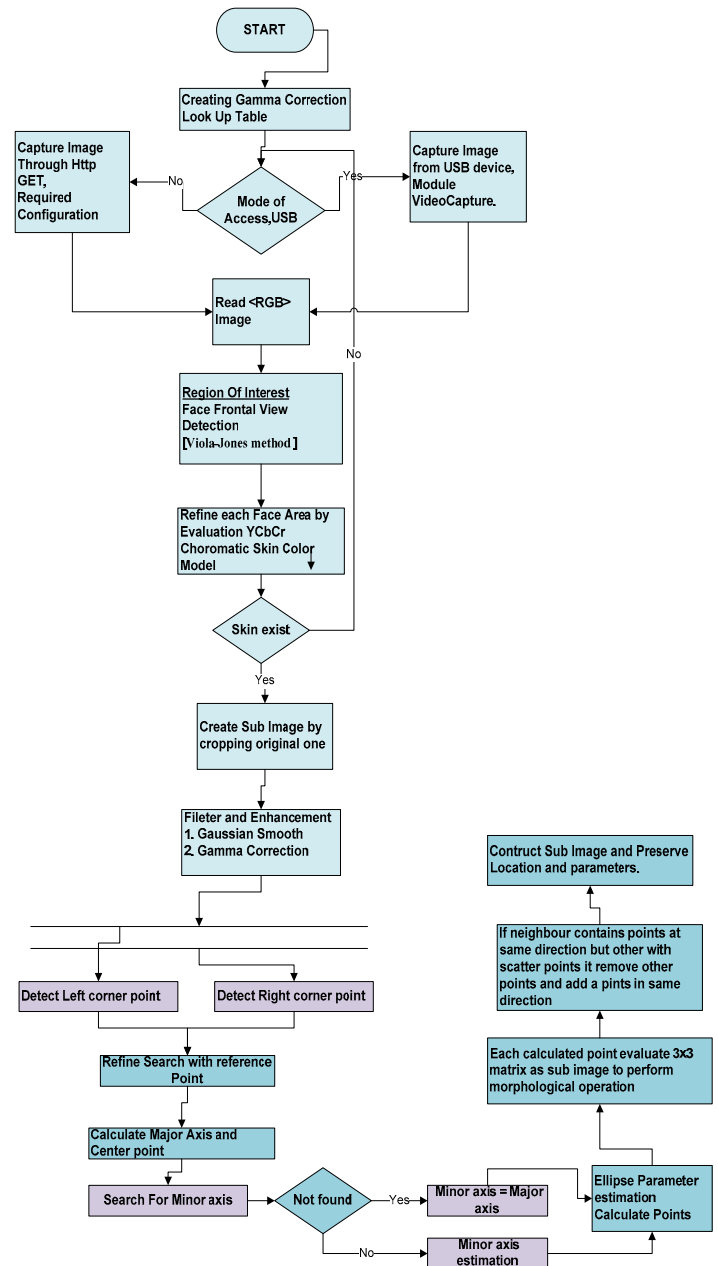 START
Creating Gamma Correction
Look Up Table
Capture Image
Through Http
GET,
Required
Configuration
No
Mode of
Access,USB
Yes
Capture Image
from USB device,
Module
VideoCapture.
Read <RGB>
Image
No
Region Of Interest
Face Frontal View
Detection
[Viola-Jones method ]
Refine each Face Area by
Evaluation YCbCr
Choromatic Skin Color
Model
Skin exist
Yes
Create Sub Image by
cropping original one
Fileter and Enhancement
1. Gaussian Smooth
2. Gamma Correction
Detect Left corner point
Detect Right corner point
Refine Search with reference
Point
Calculate Major Axis and
Center point
Search For Minor axis
Not found
Yes
Minor axis = Major
axis
No
Minor axis
estimation
Ellipse Parameter
estimation
Calculate Points
Each calculated point evaluate 3x3
matrix as sub image to perform
morphological operation
If neighbour contains points at
same direction but other with
scatter points it remove other
points and add a pints in same
direction
Contruct Sub Image and Preserve
Location and parameters.